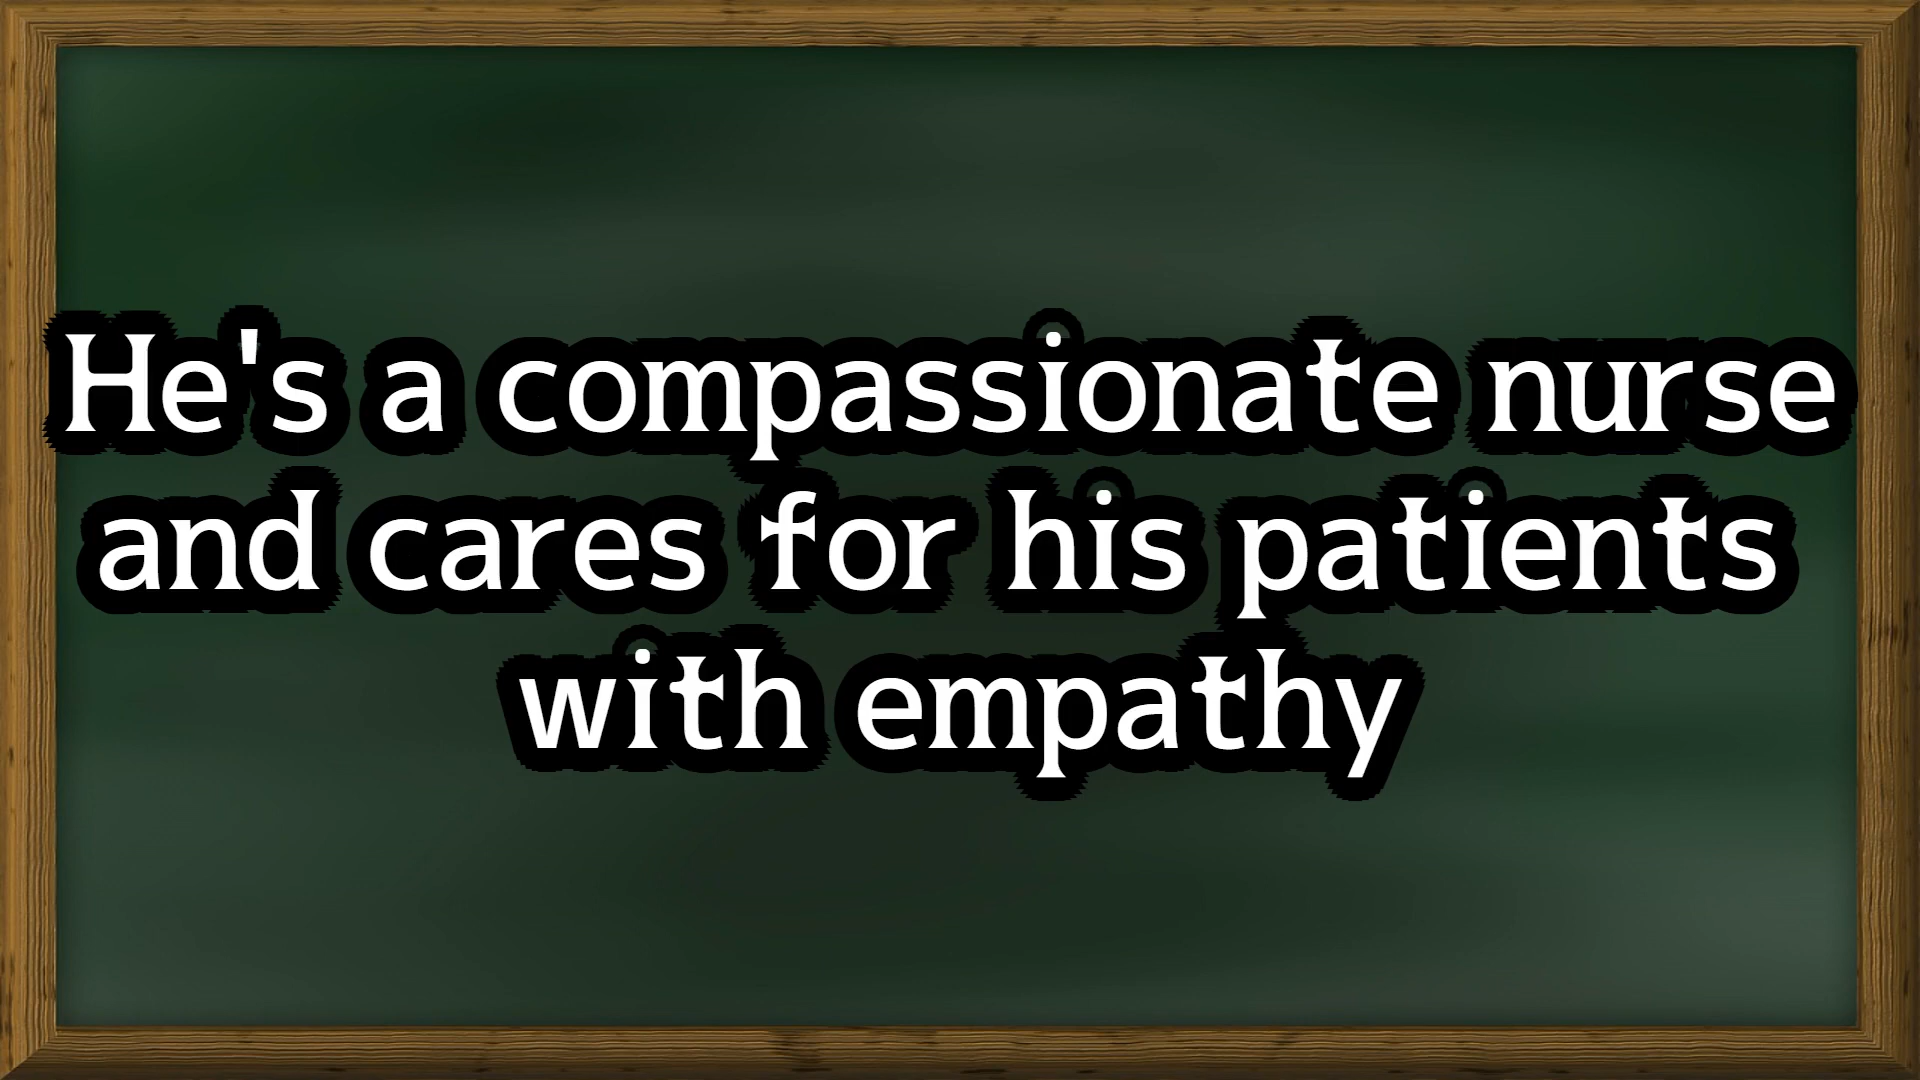 He's a compassionate nurse
and cares for his patients
with empathy